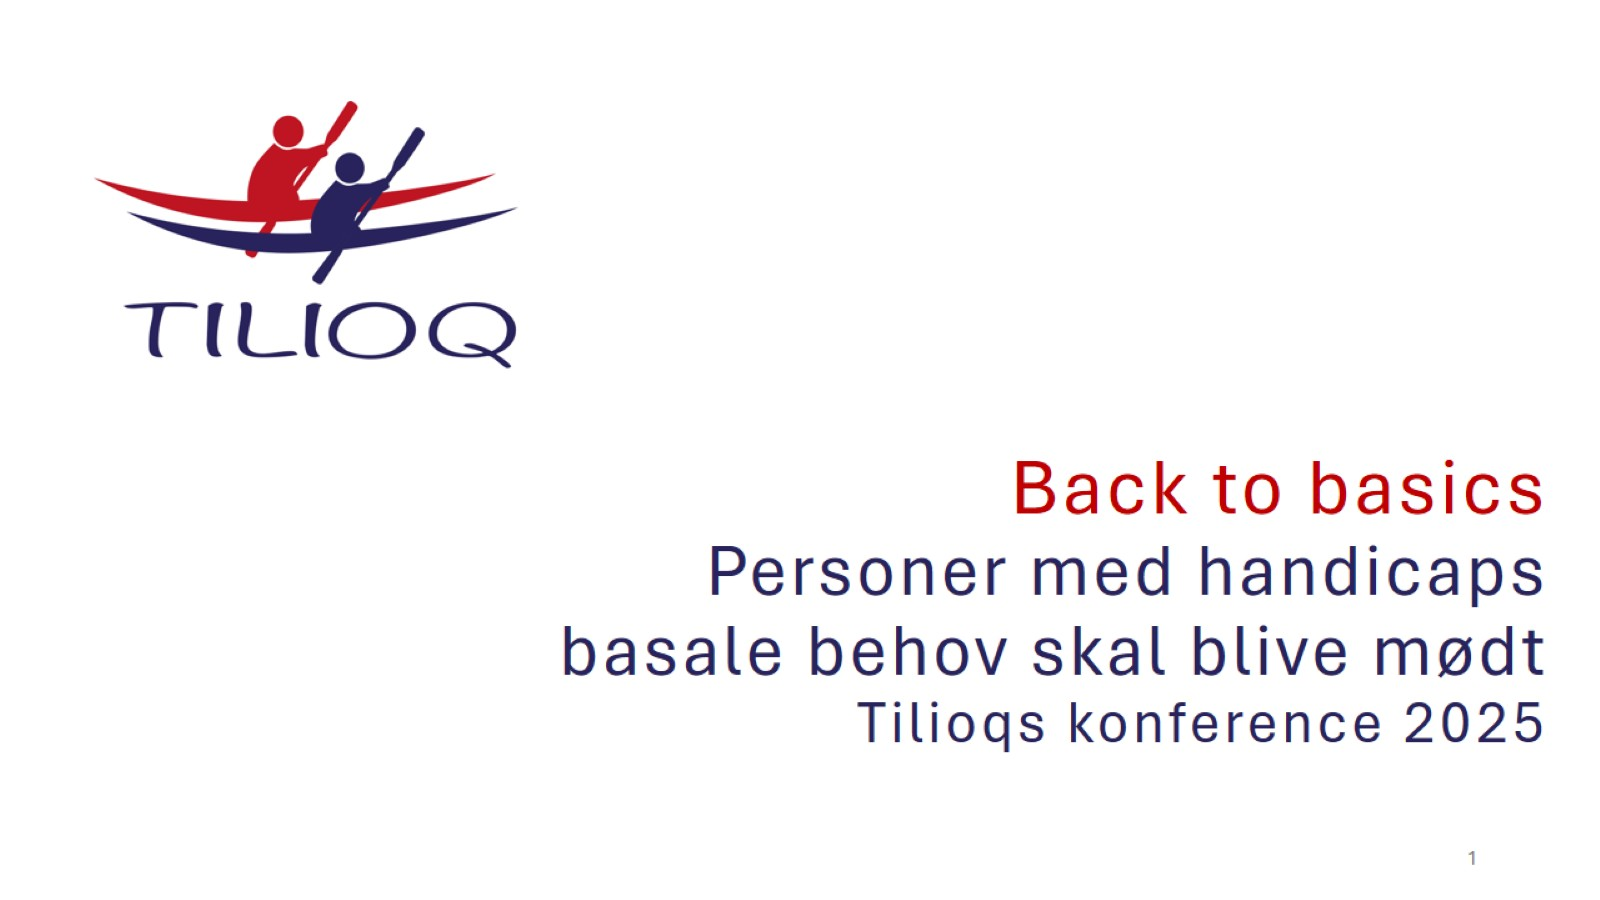 TILIOQ
Back to basics
Personer med handicaps
basale behov skal blive mødt
Tilioqs konference 2025
1